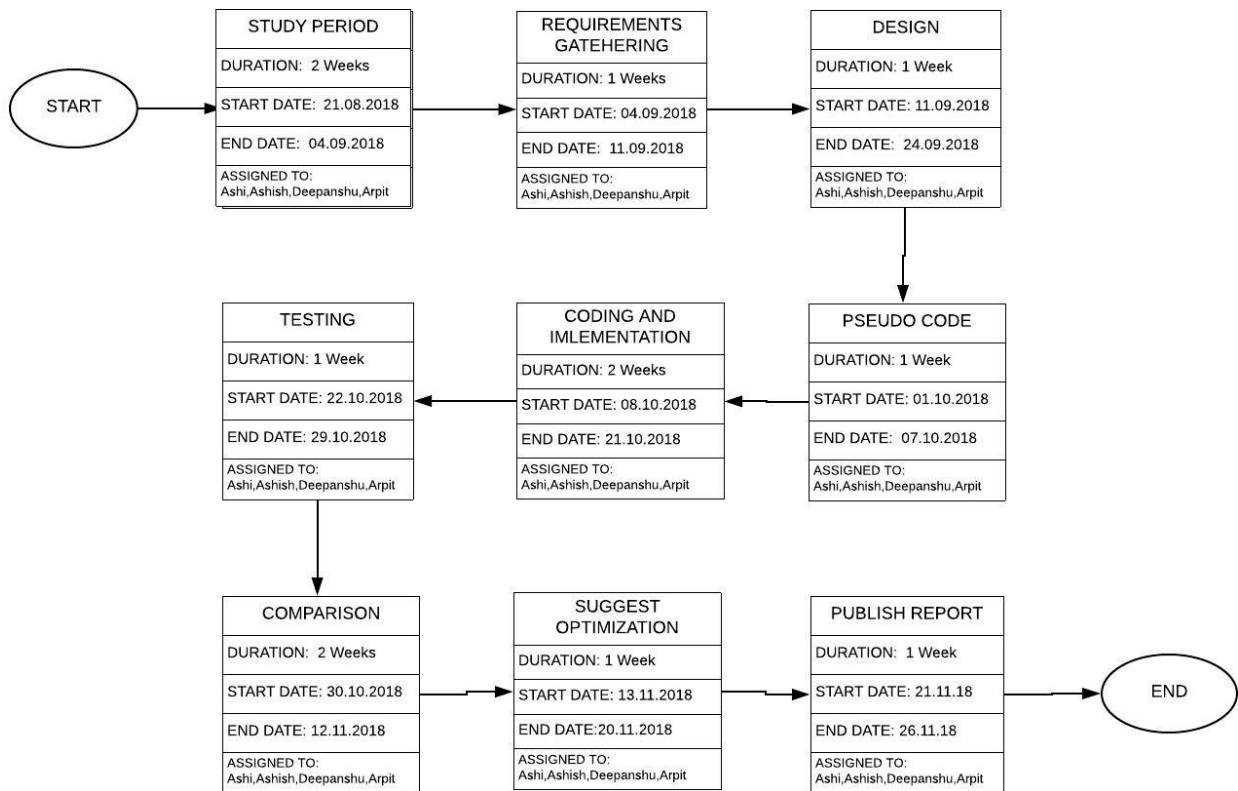 START
STUDY PERIOD
DURATION:  2 Weeks
START DATE:  21.08.2018
END DATE:  04.09.2018
ASSIGNED TO:
Ashi,Ashish,Deepanshu,Arpit
REQUIREMENTS
GATEHERING
DURATION: 1 Weeks
START DATE: 04.09.2018
END DATE:  11.09.2018
ASSIGNED TO:
Ashi,Ashish,Deepanshu,Arpit
DESIGN
DURATION: 1 Week
START DATE: 11.09.2018
END DATE:  24.09.2018
ASSIGNED TO:
Ashi,Ashish,Deepanshu,Arpit
PSEUDO CODE
DURATION: 1 Week
START DATE: 01.10.2018
END DATE:  07.10.2018
ASSIGNED TO:
Ashi,Ashish,Deepanshu,Arpit
CODING AND
IMLEMENTATION
DURATION: 2 Weeks
START DATE: 08.10.2018
END DATE: 21.10.2018
ASSIGNED TO:
Ashi,Ashish,Deepanshu,Arpit
TESTING
DURATION: 1 Week
START DATE: 22.10.2018
END DATE: 29.10.2018
ASSIGNED TO:
Ashi,Ashish,Deepanshu,Arpit
COMPARISON
DURATION:  2 Weeks
START DATE: 30.10.2018
END DATE: 12.11.2018
ASSIGNED TO:
Ashi,Ashish,Deepanshu,Arpit
SUGGEST
OPTIMIZATION
DURATION: 1 Week
START DATE: 13.11.2018
END DATE:20.11.2018
ASSIGNED TO:
Ashi,Ashish,Deepanshu,Arpit
PUBLISH REPORT
DURATION:  1 Week
START DATE: 21.11.18
END DATE: 26.11.18
ASSIGNED TO:
Ashi,Ashish,Deepanshu,Arpit
END